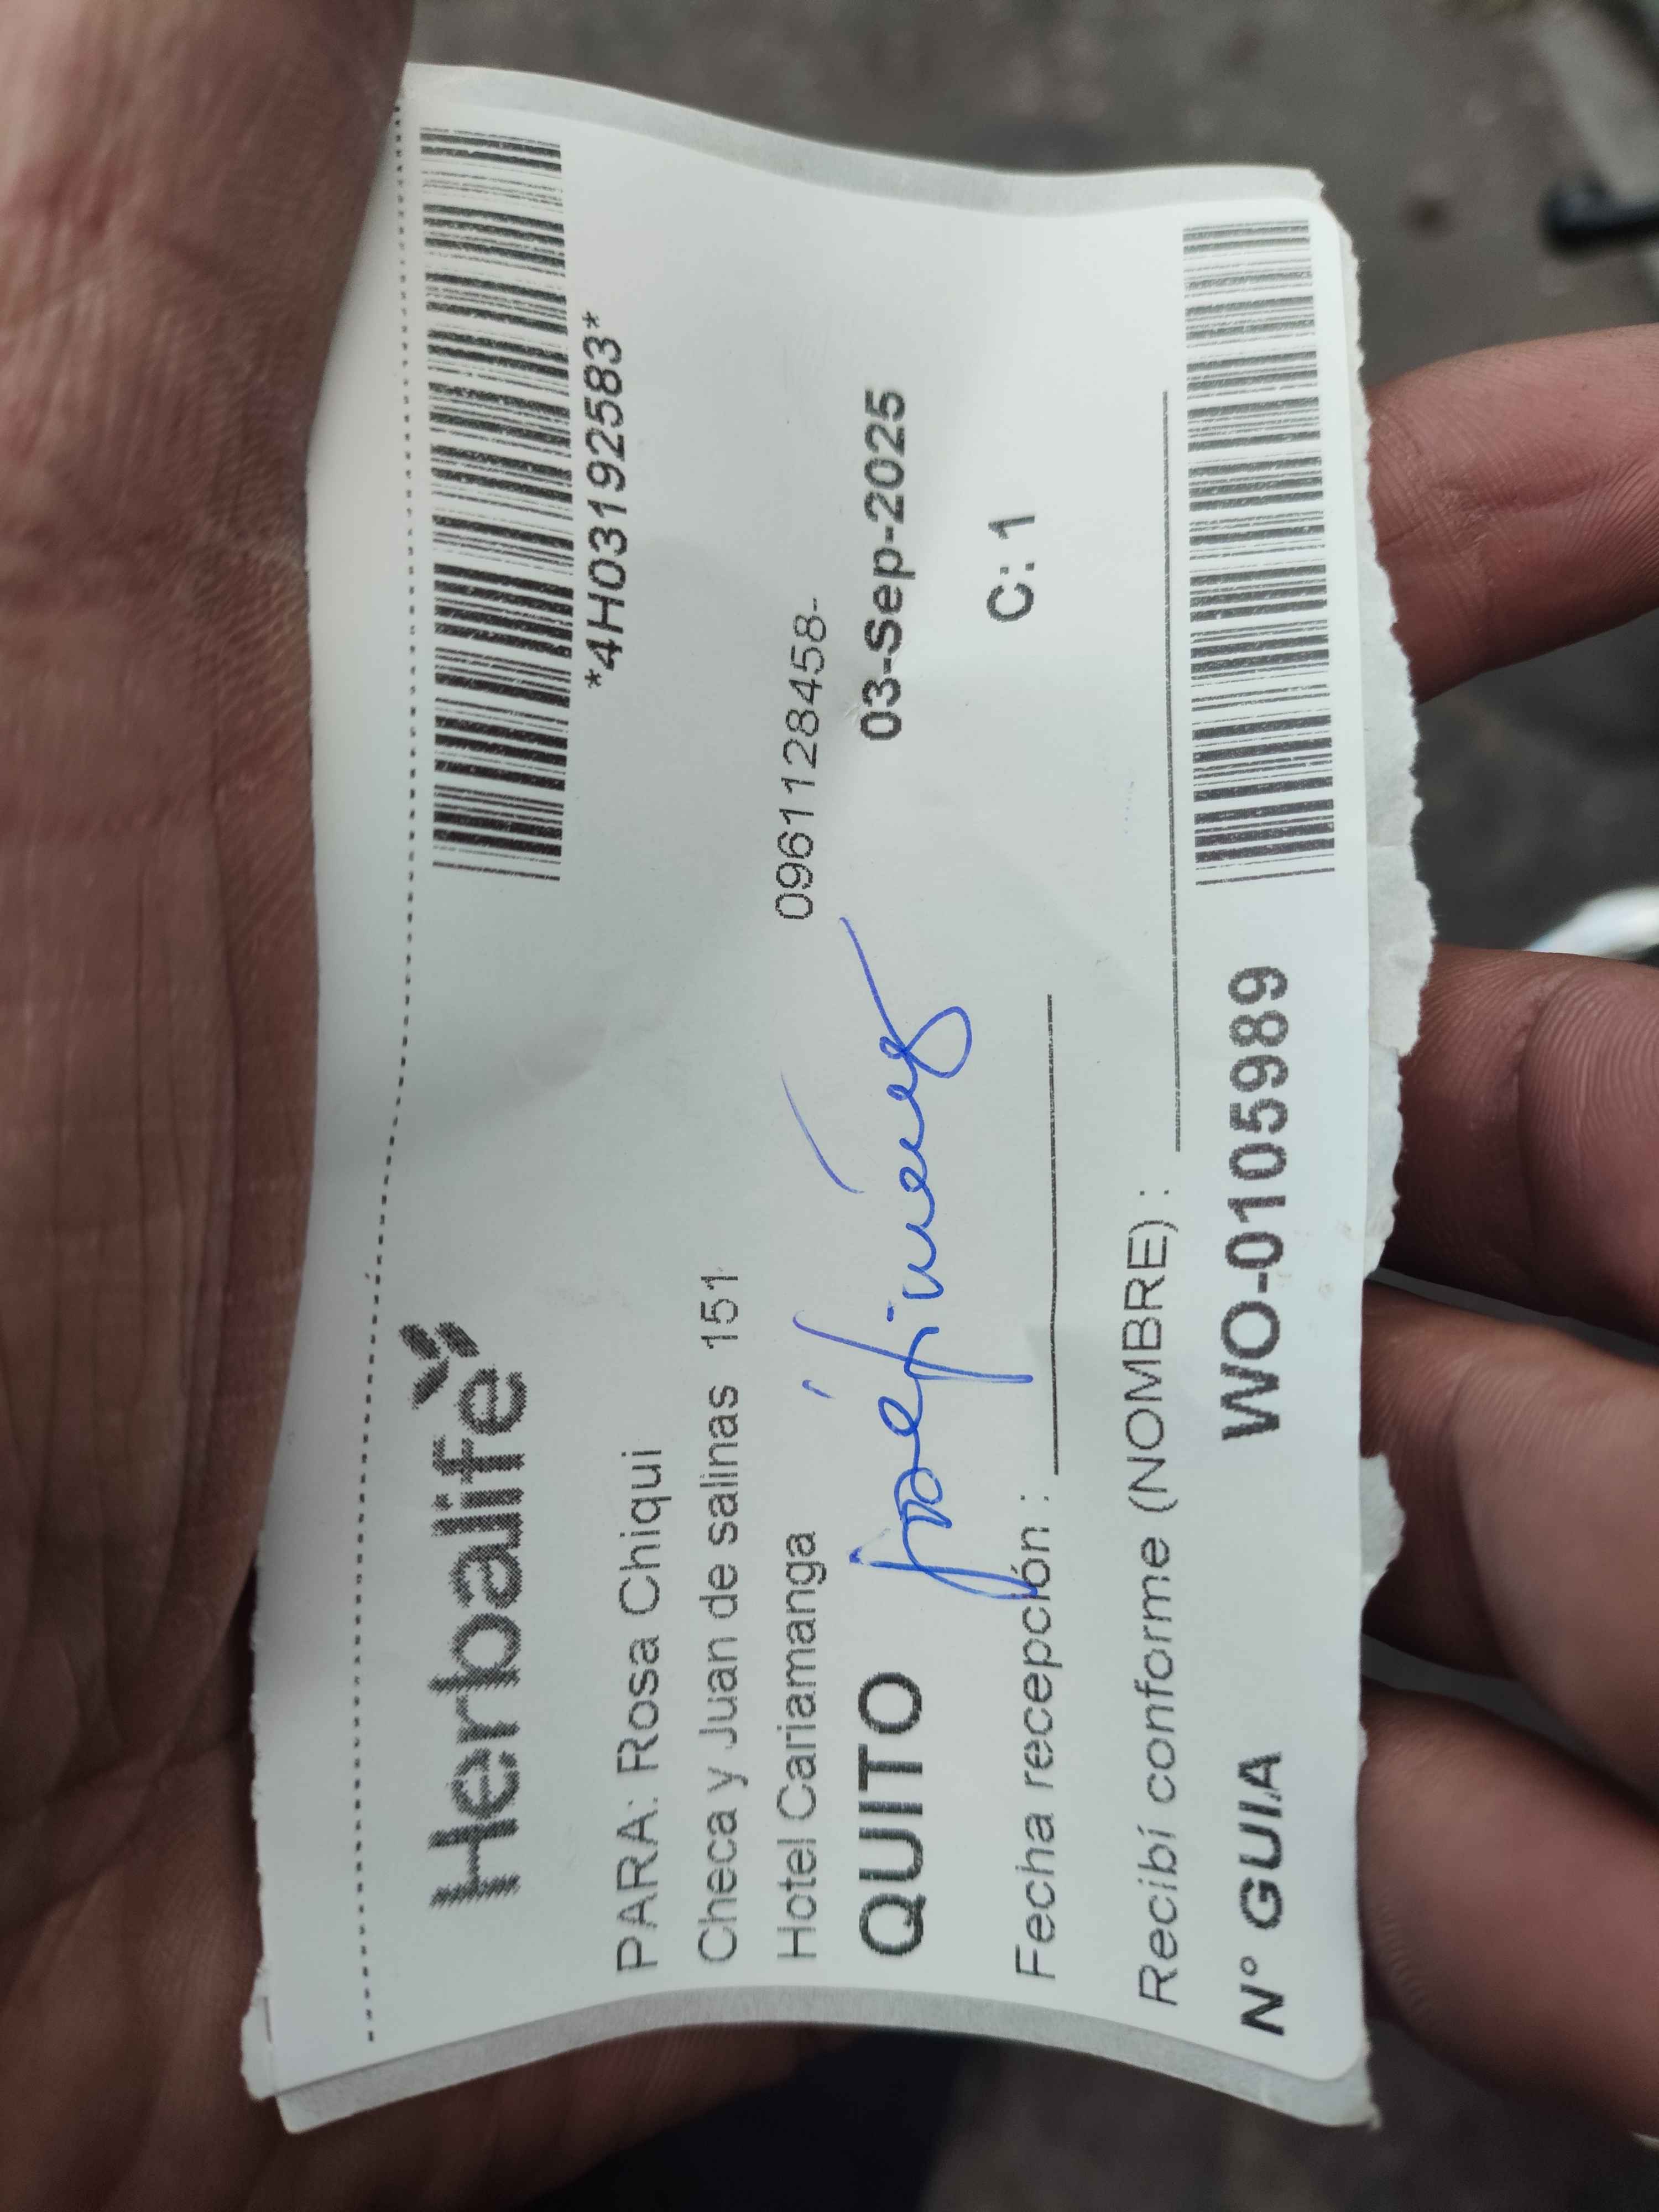 Herbalife
*4H03192583*
PARA: Rosa Chiqui
Checa y Juan de salinas 151
Hotel Cariamanga 0961128458-
QUITO 03-Sep-2025
C: 1
Fecha recepción :
Recibí conforme (NOMBRE) :
N° GUIA WO-0105989